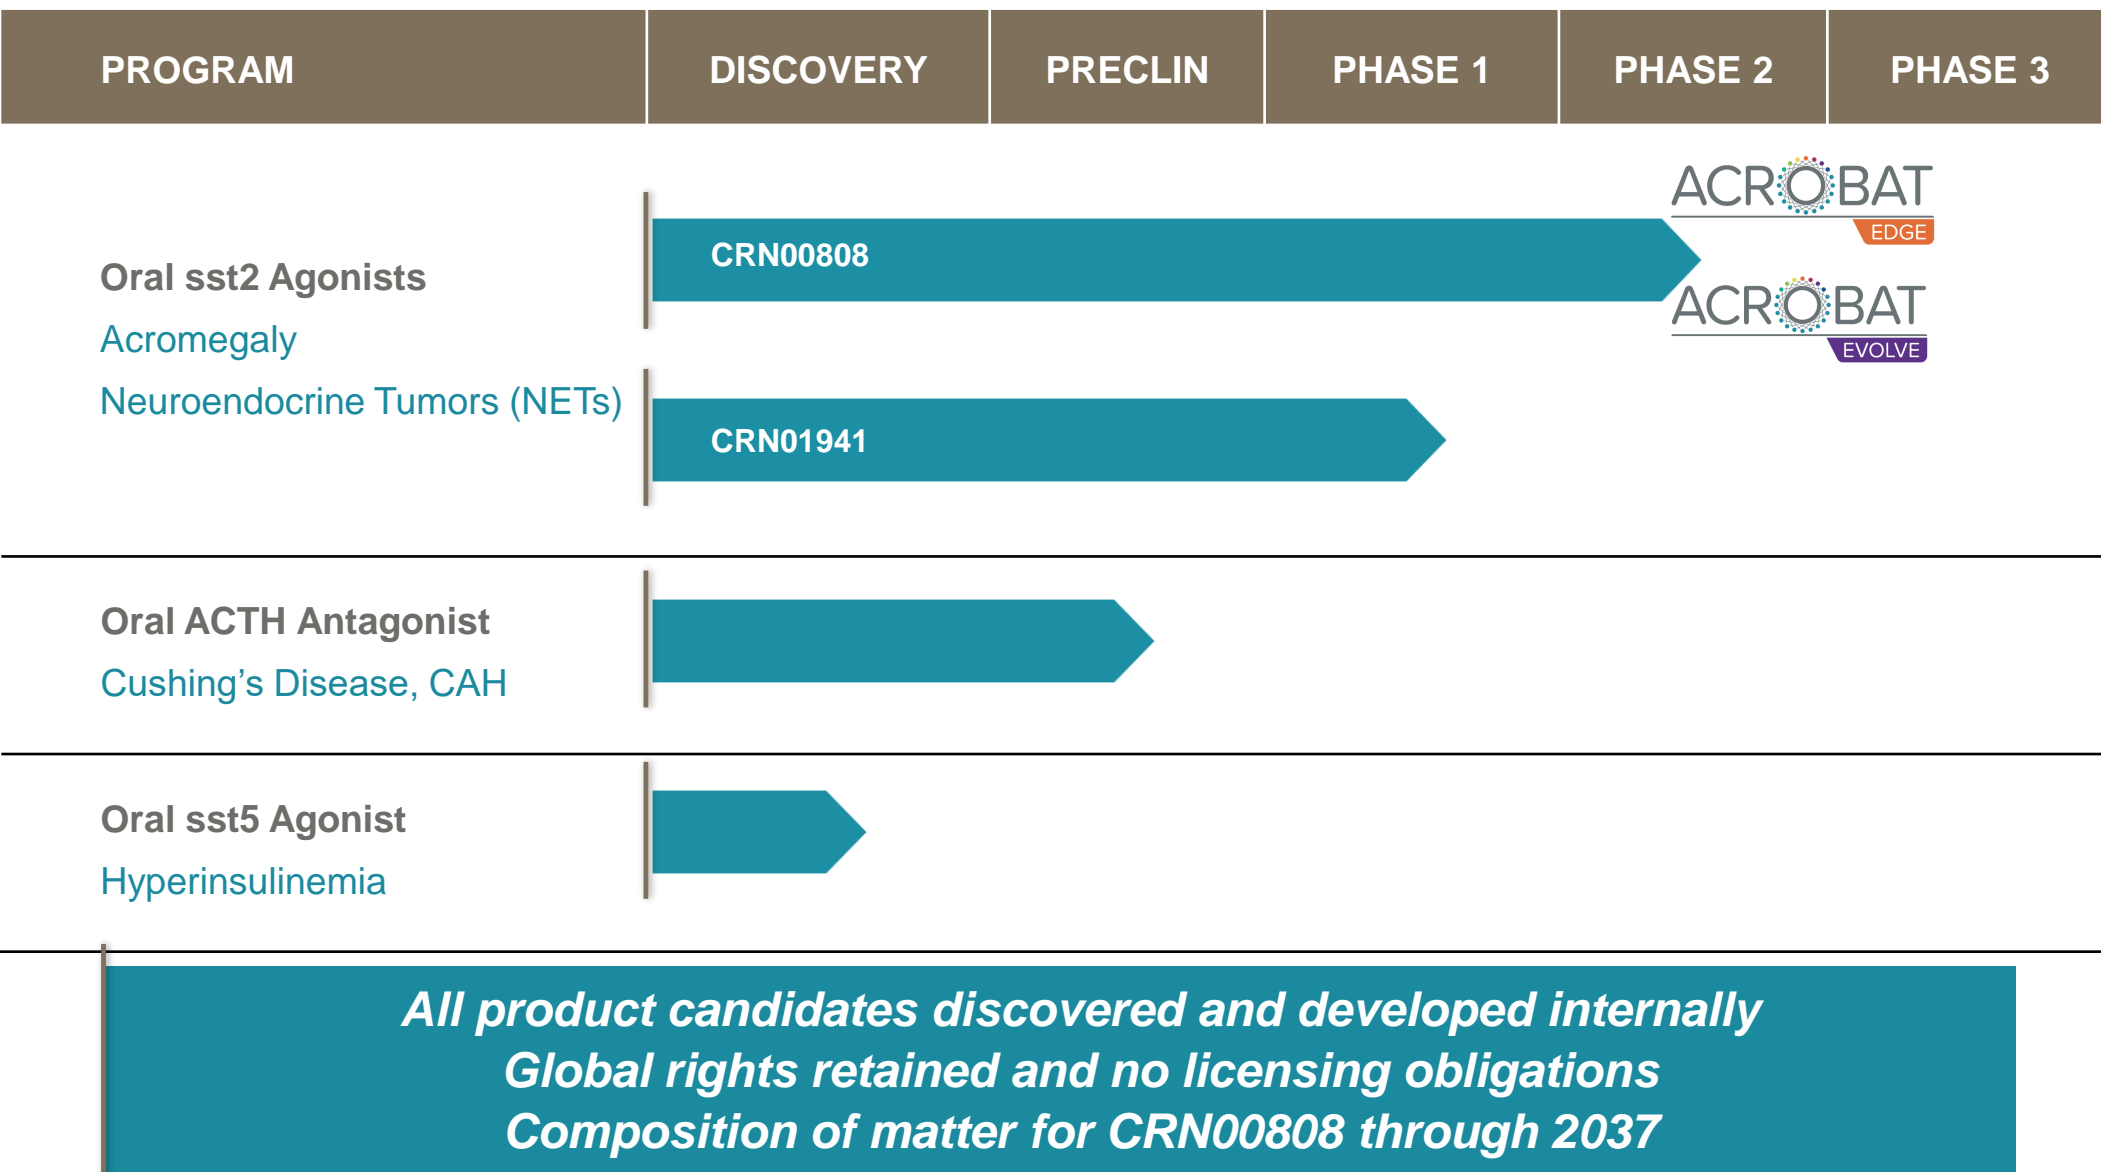 PROGRAM DISCOVERY PRECLIN PHASE 1 PHASE 2 PHASE 3
Oral sst2 Agonists
Acromegaly
Neuroendocrine Tumors (NETs)
CRN00808
ACROBAT
EDGE
ACROBAT
EVOLVE
CRN01941
Oral ACTH Antagonist
Cushing’s Disease, CAH
Oral sst5 Agonist
Hyperinsulinemia
All product candidates discovered and developed internally
Global rights retained and no licensing obligations
Composition of matter for CRN00808 through 2037